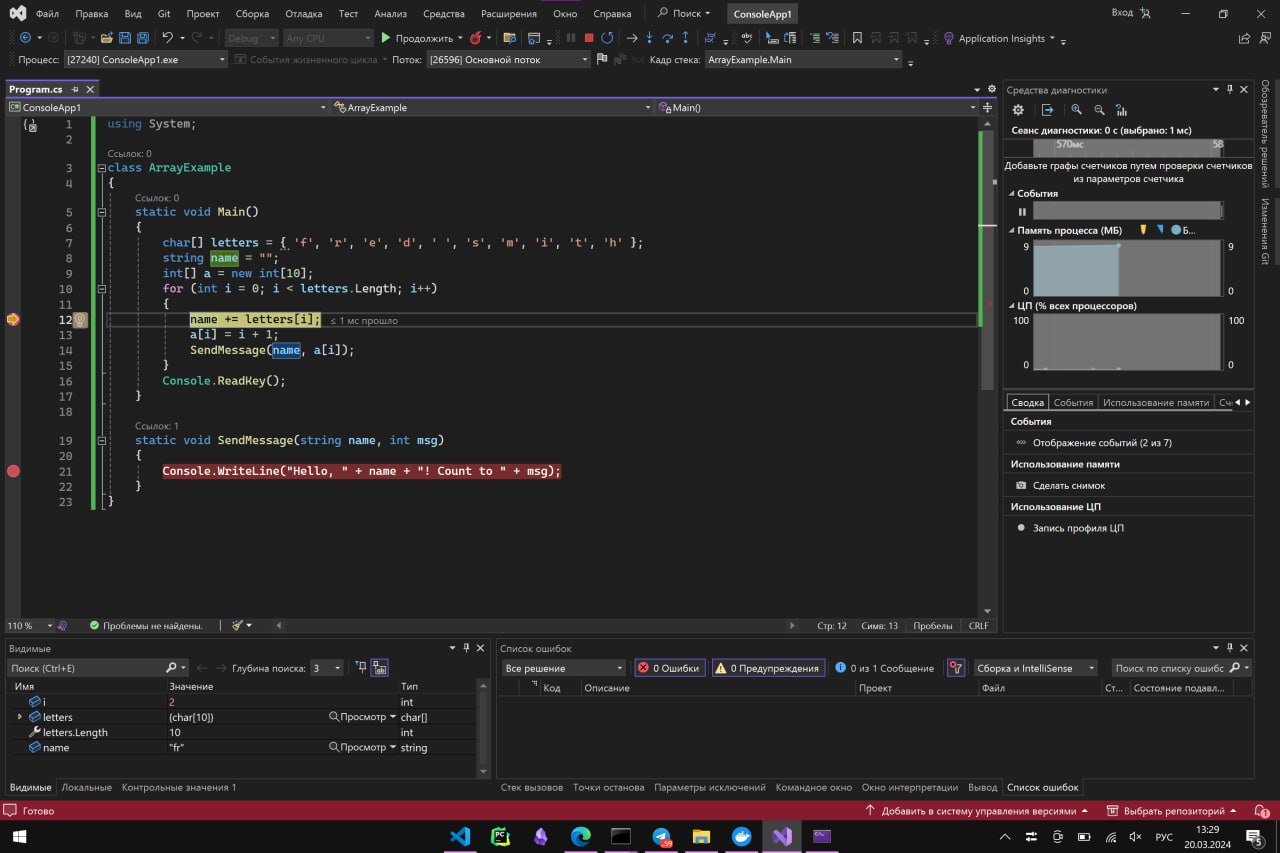 Файл Правка Вид Git Проект Сборка Отладка Тест Анализ Средства Расширения Окно Справка Поиск ConsoleApp1 Вход
Debug Any CPU Продолжить Application Insights
Процесс: [27240] ConsoleApp1.exe События жизненного цикла Поток: [26596] Основной поток Кадр стека: ArrayExample.Main
Program.cs
ConsoleApp1 ArrayExample Main()
1 using System;
2
Ссылок: 0
3 class ArrayExample
4 {
Ссылок: 0
5 static void Main()
6 {
7 char[] letters = { 'f', 'r', 'e', 'd', ' ', 's', 'm', 'i', 't', 'h' };
8 string name = "";
9 int[] a = new int[10];
10 for (int i = 0; i < letters.Length; i++)
11 {
12 name += letters[i]; ≤ 1 мс прошло
13 a[i] = i + 1;
14 SendMessage(name, a[i]);
15 }
16 Console.ReadKey();
17 }
18
Ссылок: 1
19 static void SendMessage(string name, int msg)
20 {
21 Console.WriteLine("Hello, " + name + "! Count to " + msg);
22 }
23 }
110 % Проблемы не найдены. Стр: 12 Симв: 13 Пробелы CRLF
Средства диагностики
Сеанс диагностики: 0 с (выбрано: 1 мс)
570мс 58
Добавьте графы счетчиков путем проверки счетчиков
из параметров счетчика
События
Память процесса (МБ) Б...
9 9
0 0
ЦП (% всех процессоров)
100 100
0 0
Сводка События Использование памяти Сч
События
Отображение событий (2 из 7)
Использование памяти
Сделать снимок
Использование ЦП
Запись профиля ЦП
Обозреватель решений
Изменения Git
Видимые
Поиск (Ctrl+E) Глубина поиска: 3
Имя Значение Тип
i 2 int
letters {char[10]} Просмотр char[]
letters.Length 10 int
name "fr" Просмотр string
Видимые Локальные Контрольные значения 1
Список ошибок
Все решение 0 Ошибки 0 Предупреждения 0 из 1 Сообщение Сборка и IntelliSense Поиск по списку ошибс
Код Описание Проект Файл Ст... Состояние подавл...
Стек вызовов Точки останова Параметры исключений Командное окно Окно интерпретации Вывод Список ошибок
Готово Добавить в систему управления версиями Выбрать репозиторий 1
PC 59 РУС 13:29
20.03.2024 5